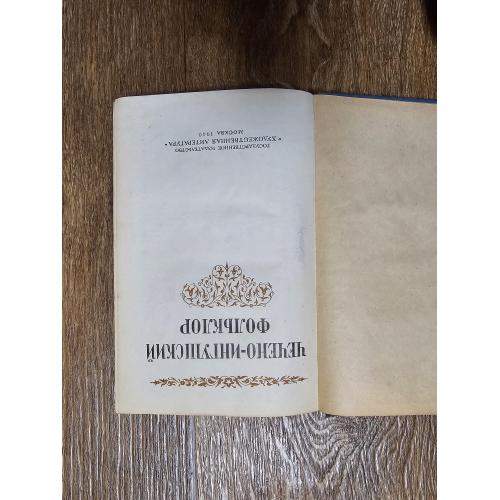 ЧЕЧЕНО-ИНГУШСКИЙ
ФОЛЬКЛОР
ГОСУДАРСТВЕННОЕ ИЗДАТЕЛЬСТВО
«ХУДОЖЕСТВЕННАЯ ЛИТЕРАТУРА»
МОСКВА 1940